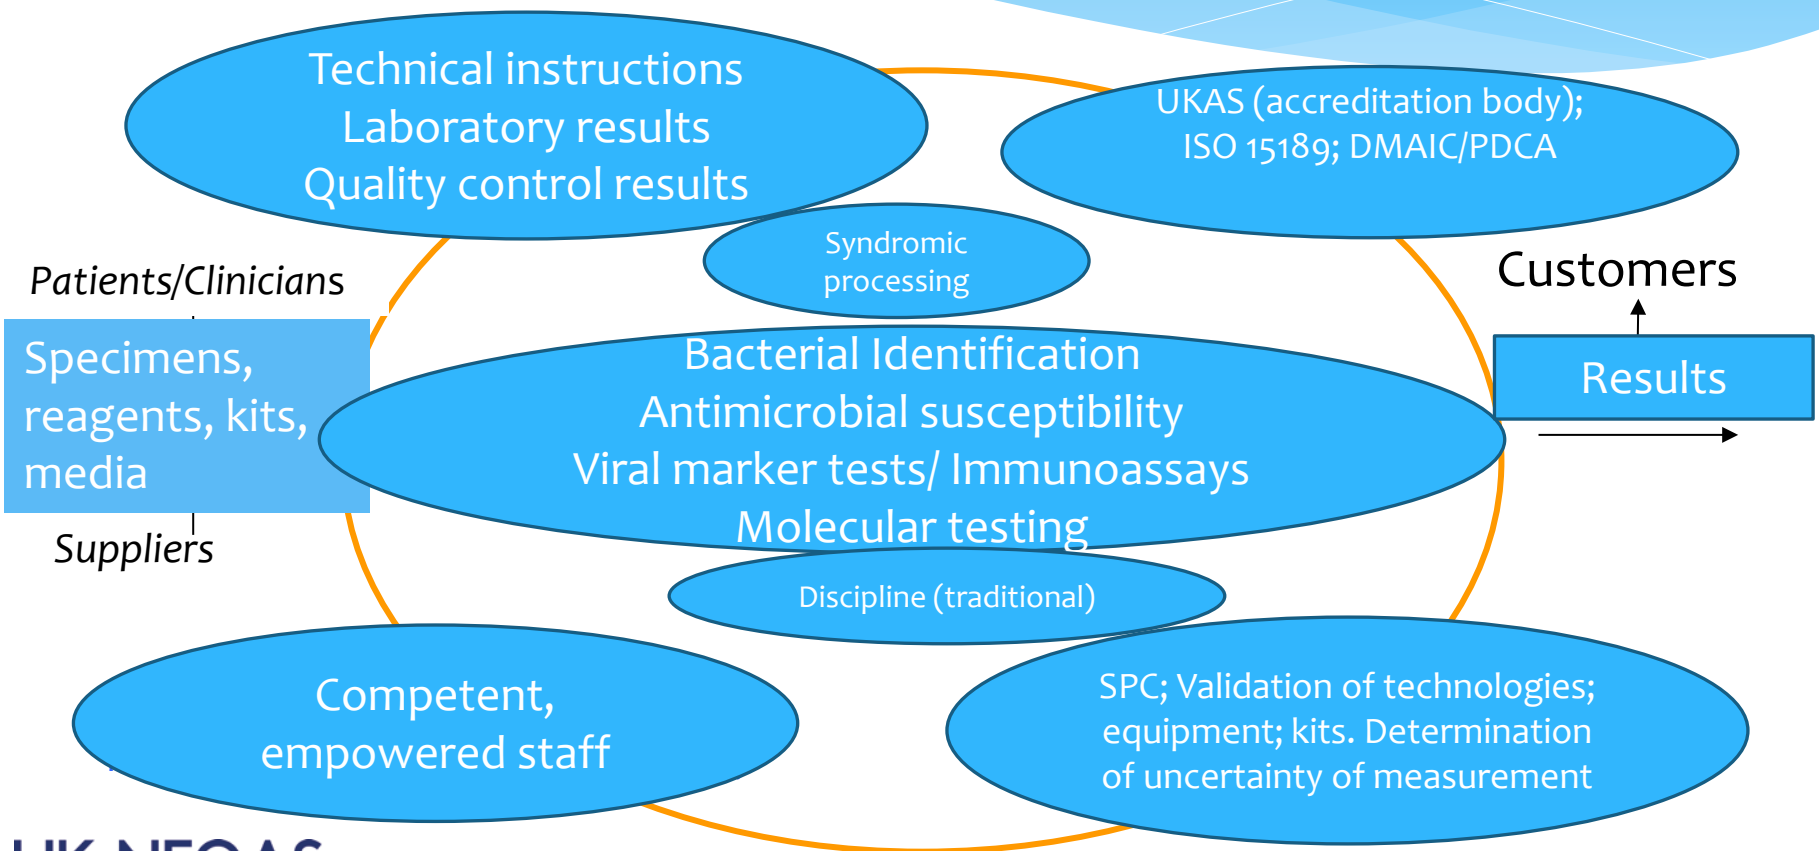 Technical instructions
Laboratory results
Quality control results
UKAS (accreditation body);
ISO 15189; DMAIC/PDCA
Syndromic
processing
Patients/Clinicians
Customers
Specimens,
reagents, kits,
media
Bacterial Identification
Antimicrobial susceptibility
Viral marker tests/ Immunoassays
Molecular testing
Results
Suppliers
Discipline (traditional)
Competent,
empowered staff
SPC; Validation of technologies;
equipment; kits. Determination
of uncertainty of measurement
UK NEQAS